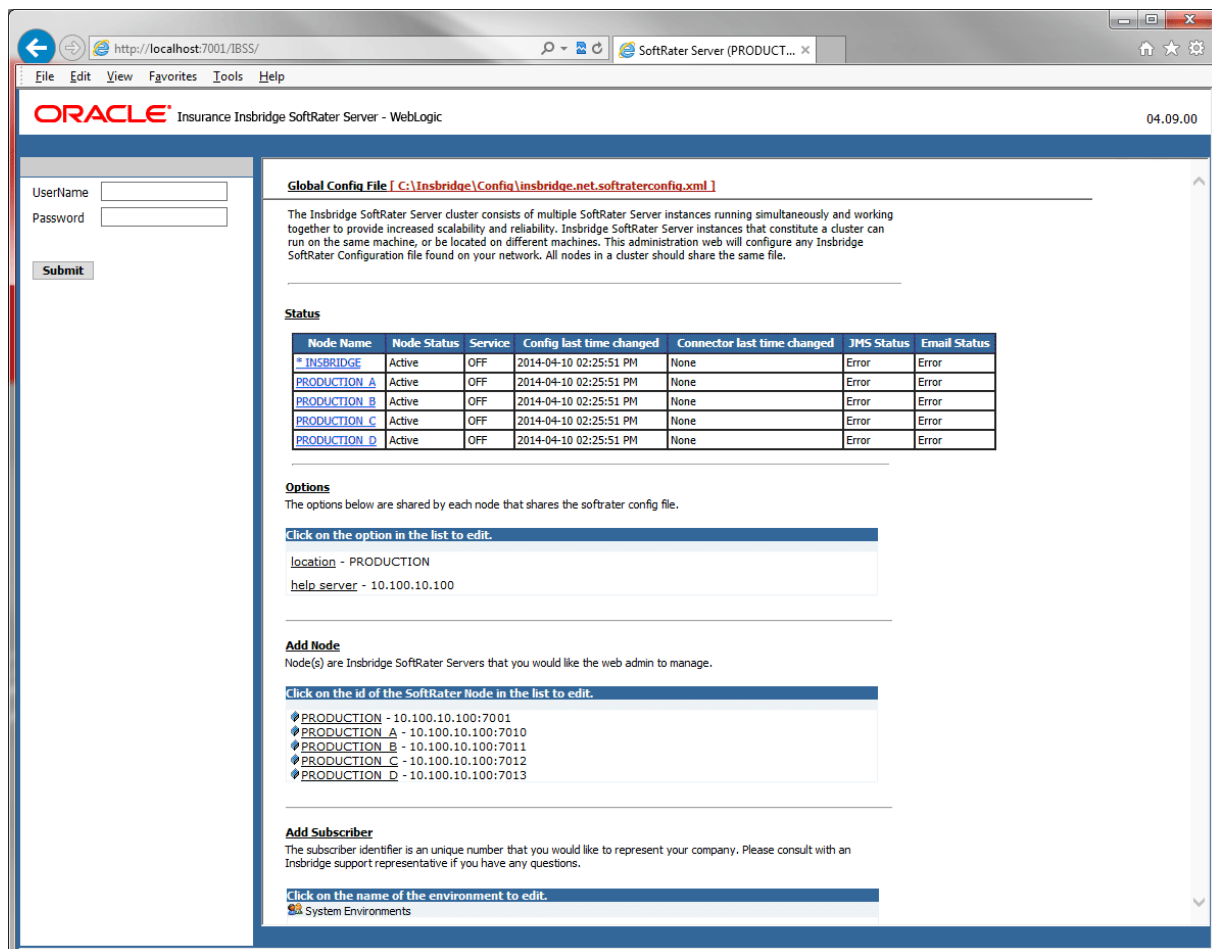 http://localhost:7001/IBSS/
SoftRater Server (PRODUCT...
File Edit View Favorites Tools Help
ORACLE Insurance Insbridge SoftRater Server - WebLogic
04.09.00
UserName
Password
Submit
Global Config File [ C:\Insbridge\Config\insbridge.net.softraterconfig.xml ]
The Insbridge SoftRater Server cluster consists of multiple SoftRater Server instances running simultaneously and working
together to provide increased scalability and reliability. Insbridge SoftRater Server instances that constitute a cluster can
run on the same machine, or be located on different machines. This administration web will configure any Insbridge
SoftRater Configuration file found on your network. All nodes in a cluster should share the same file.
Status
Node Name Node Status Service Config last time changed Connector last time changed JMS Status Email Status
* INSBRIDGE Active OFF 2014-04-10 02:25:51 PM None Error Error
PRODUCTION_A Active OFF 2014-04-10 02:25:51 PM None Error Error
PRODUCTION_B Active OFF 2014-04-10 02:25:51 PM None Error Error
PRODUCTION_C Active OFF 2014-04-10 02:25:51 PM None Error Error
PRODUCTION_D Active OFF 2014-04-10 02:25:51 PM None Error Error
Options
The options below are shared by each node that shares the softrater config file.
Click on the option in the list to edit.
location - PRODUCTION
help server - 10.100.10.100
Add Node
Node(s) are Insbridge SoftRater Servers that you would like the web admin to manage.
Click on the id of the SoftRater Node in the list to edit.
PRODUCTION - 10.100.10.100:7001
PRODUCTION_A - 10.100.10.100:7010
PRODUCTION_B - 10.100.10.100:7011
PRODUCTION_C - 10.100.10.100:7012
PRODUCTION_D - 10.100.10.100:7013
Add Subscriber
The subscriber identifier is an unique number that you would like to represent your company. Please consult with an
Insbridge support representative if you have any questions.
Click on the name of the environment to edit.
System Environments